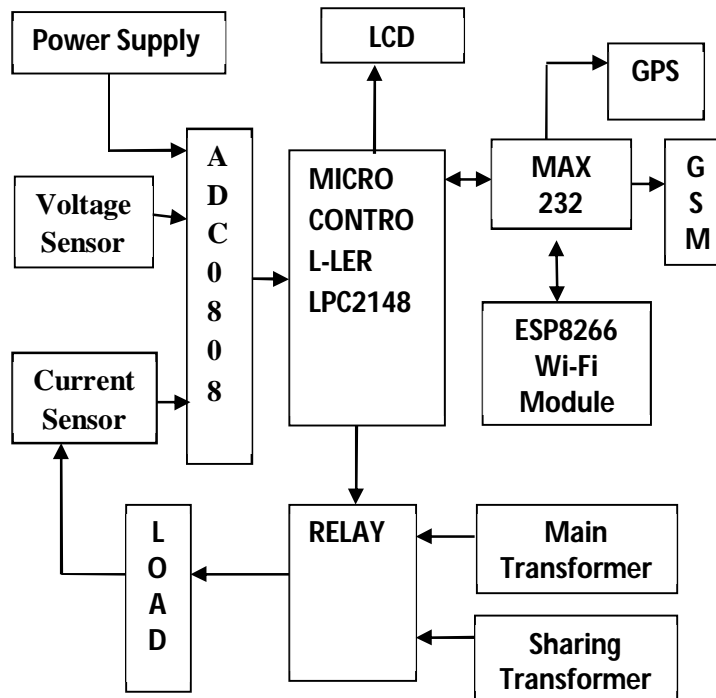 Power Supply
LCD
GPS
A
D
C
0
8
0
8
MICRO
CONTRO
L-LER
LPC2148
MAX
232
G
S
M
Voltage
Sensor
ESP8266
Wi-Fi
Module
Current
Sensor
L
O
A
D
RELAY
Main
Transformer
Sharing
Transformer